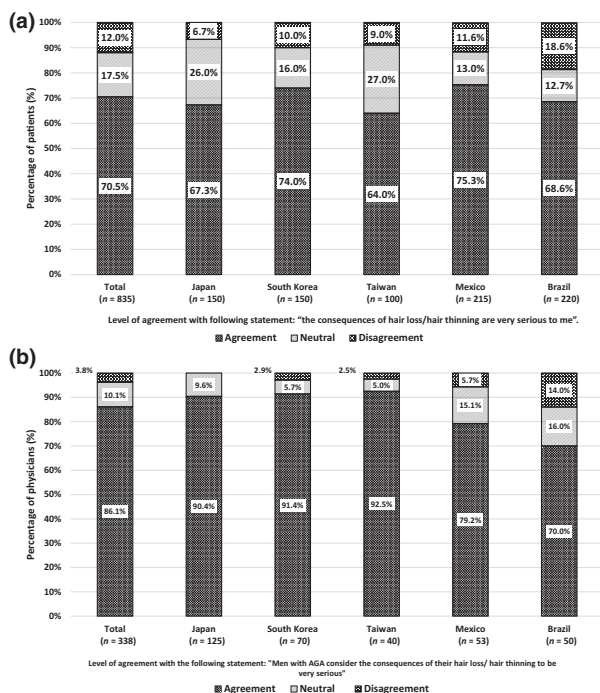 (a)
Percentage of patients (%)
100%
90%
80%
70%
60%
50%
40%
30%
20%
10%
0%
12.0% 6.7% 10.0% 9.0% 11.6% 18.6%
17.5% 26.0% 16.0% 27.0% 13.0% 12.7%
70.5% 67.3% 74.0% 64.0% 75.3% 68.6%
Total Japan South Korea Taiwan Mexico Brazil
(n = 835) (n = 150) (n = 150) (n = 100) (n = 215) (n = 220)
Level of agreement with following statement: “the consequences of hair loss/hair thinning are very serious to me”.
Agreement Neutral Disagreement
(b)
Percentage of physicians (%)
100%
90%
80%
70%
60%
50%
40%
30%
20%
10%
0%
3.8% 2.9% 2.5% 5.7% 14.0%
10.1% 9.6% 5.7% 5.0% 15.1% 16.0%
86.1% 90.4% 91.4% 92.5% 79.2% 70.0%
Total Japan South Korea Taiwan Mexico Brazil
(n = 338) (n = 125) (n = 70) (n = 40) (n = 53) (n = 50)
Level of agreement with the following statement: "Men with AGA consider the consequences of their hair loss/ hair thinning to be
very serious"
Agreement Neutral Disagreement